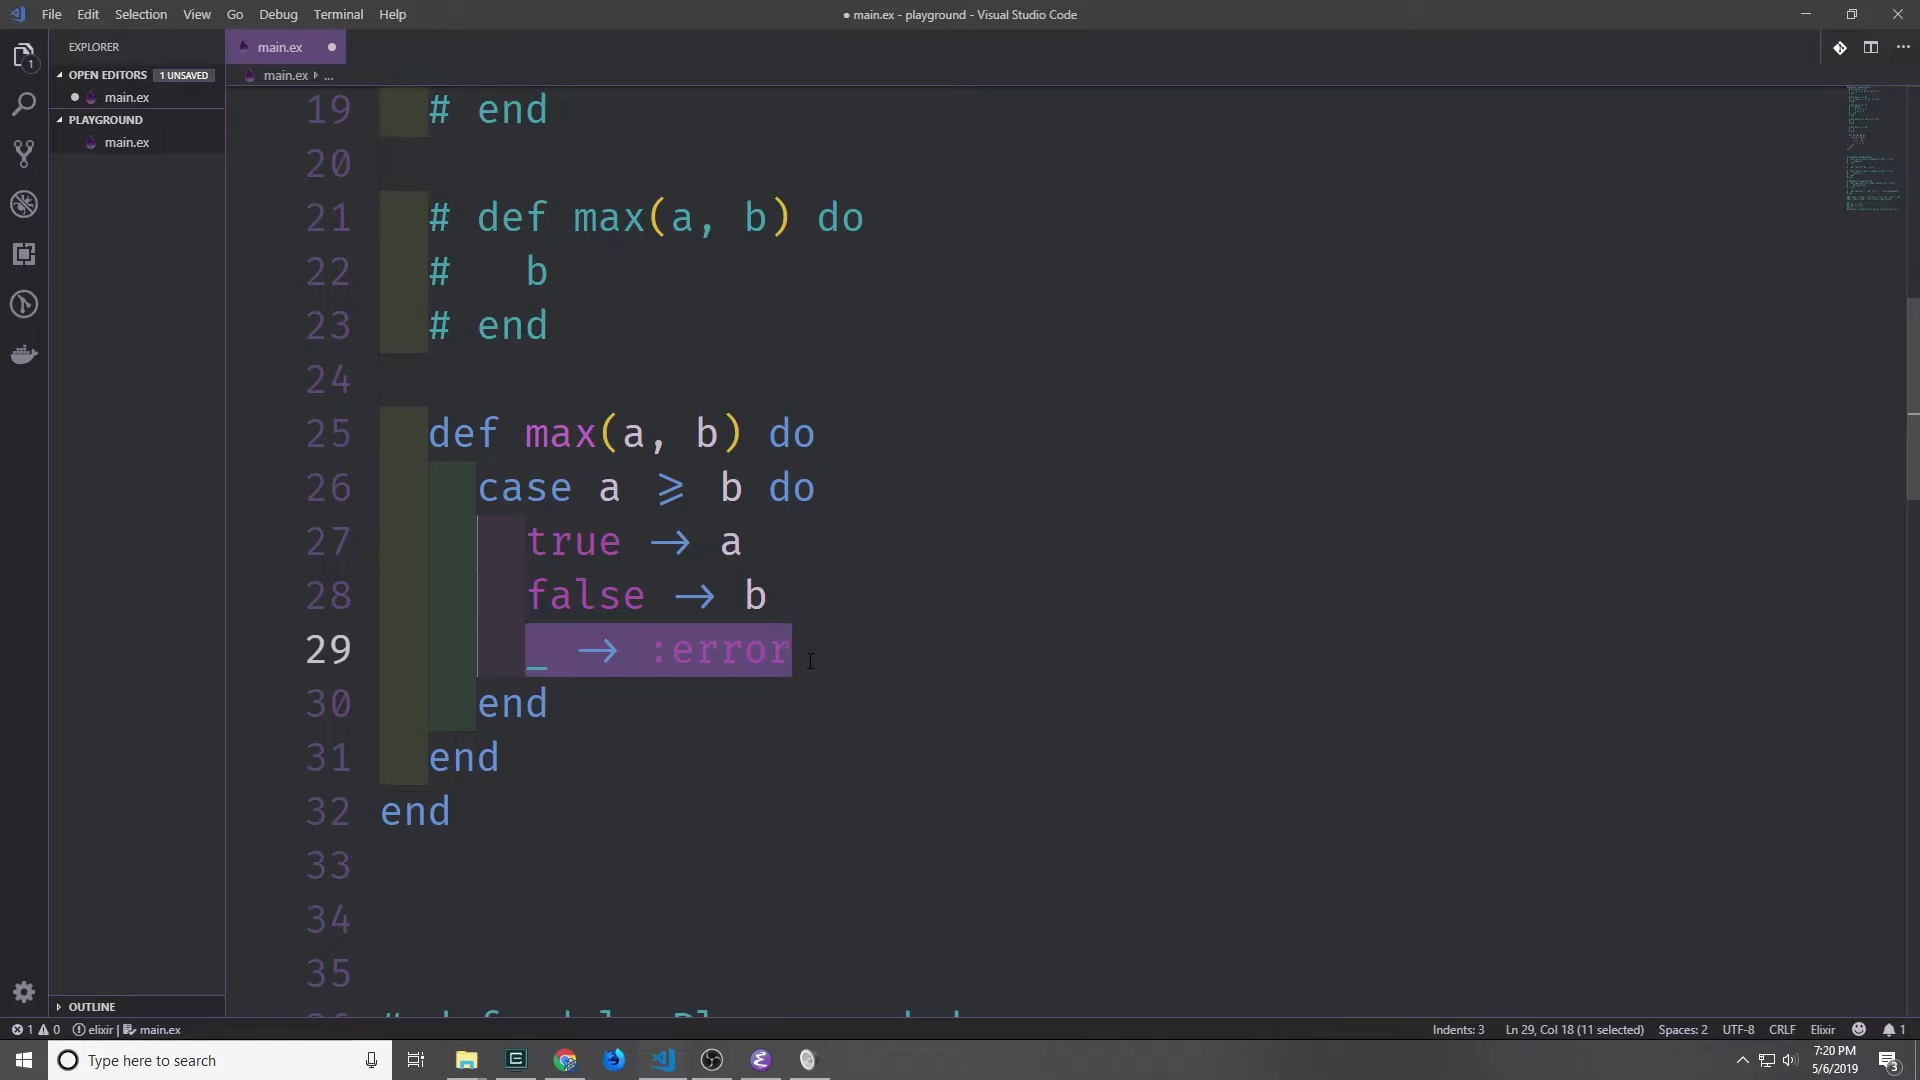 File Edit Selection View Go Debug Terminal Help
● main.ex - playground - Visual Studio Code
EXPLORER
main.ex
OPEN EDITORS 1 UNSAVED
main.ex
PLAYGROUND
main.ex
main.ex ...
19 # end
20
21 # def max(a, b) do
22 # b
23 # end
24
25 def max(a, b) do
26 case a >= b do
27 true -> a
28 false -> b
29 _ -> :error
30 end
31 end
32 end
33
34
35
OUTLINE
1 0 elixir | main.ex
Indents: 3 Ln 29, Col 18 (11 selected) Spaces: 2 UTF-8 CRLF Elixir 1
Type here to search
7:20 PM
5/6/2019
3